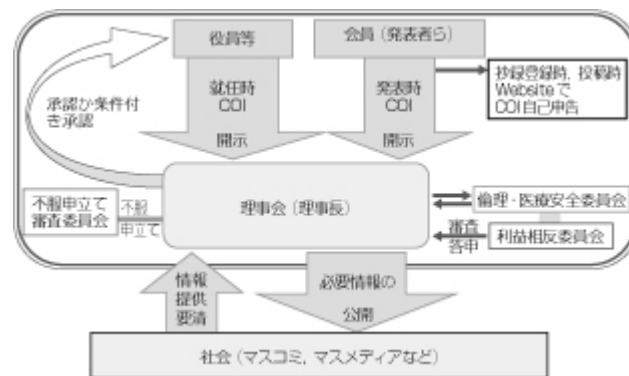 役員等
会員（発表者ら）
就任時
COI
開示
発表時
COI
開示
抄録登録時，投稿時
Websiteで
COI自己申告
承認か条件付
き承認
理事会（理事長）
不服申立て
審査委員会
不服
申立て
倫理・医療安全委員会
審査
答申
利益相反委員会
情報
提供
要請
必要情報の
公開
社会（マスコミ，マスメディアなど）